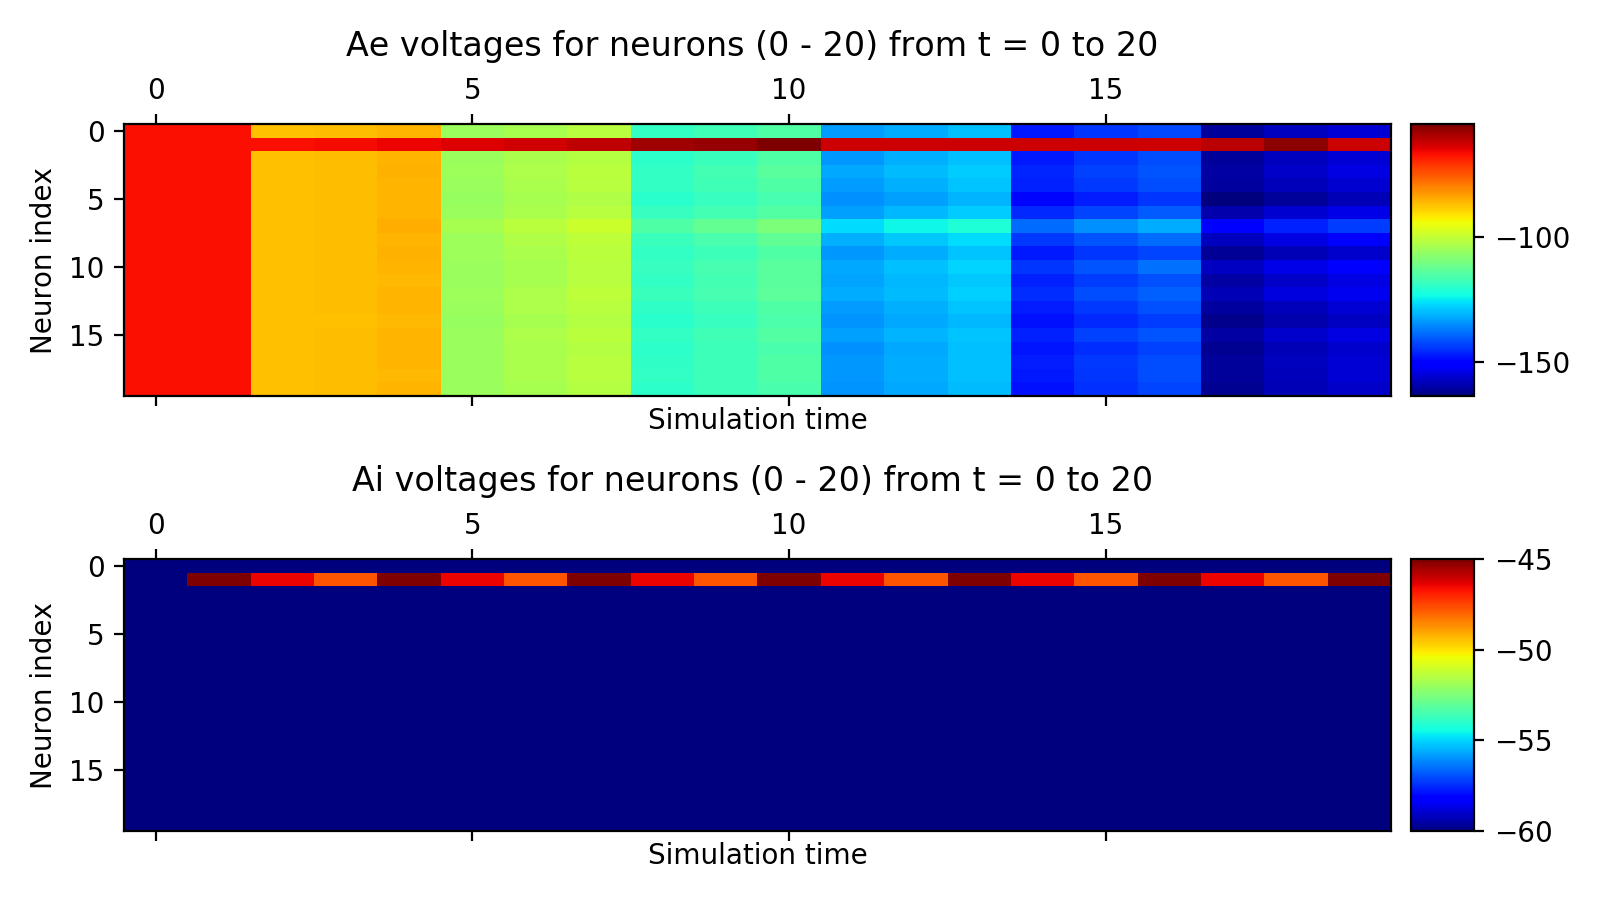 Ae voltages for neurons (0 - 20) from t = 0 to 20
0 5 10 15
0
5
10
15
Neuron index
Simulation time
−100
−150
Ai voltages for neurons (0 - 20) from t = 0 to 20
0 5 10 15
0
5
10
15
Neuron index
Simulation time
−45
−50
−55
−60